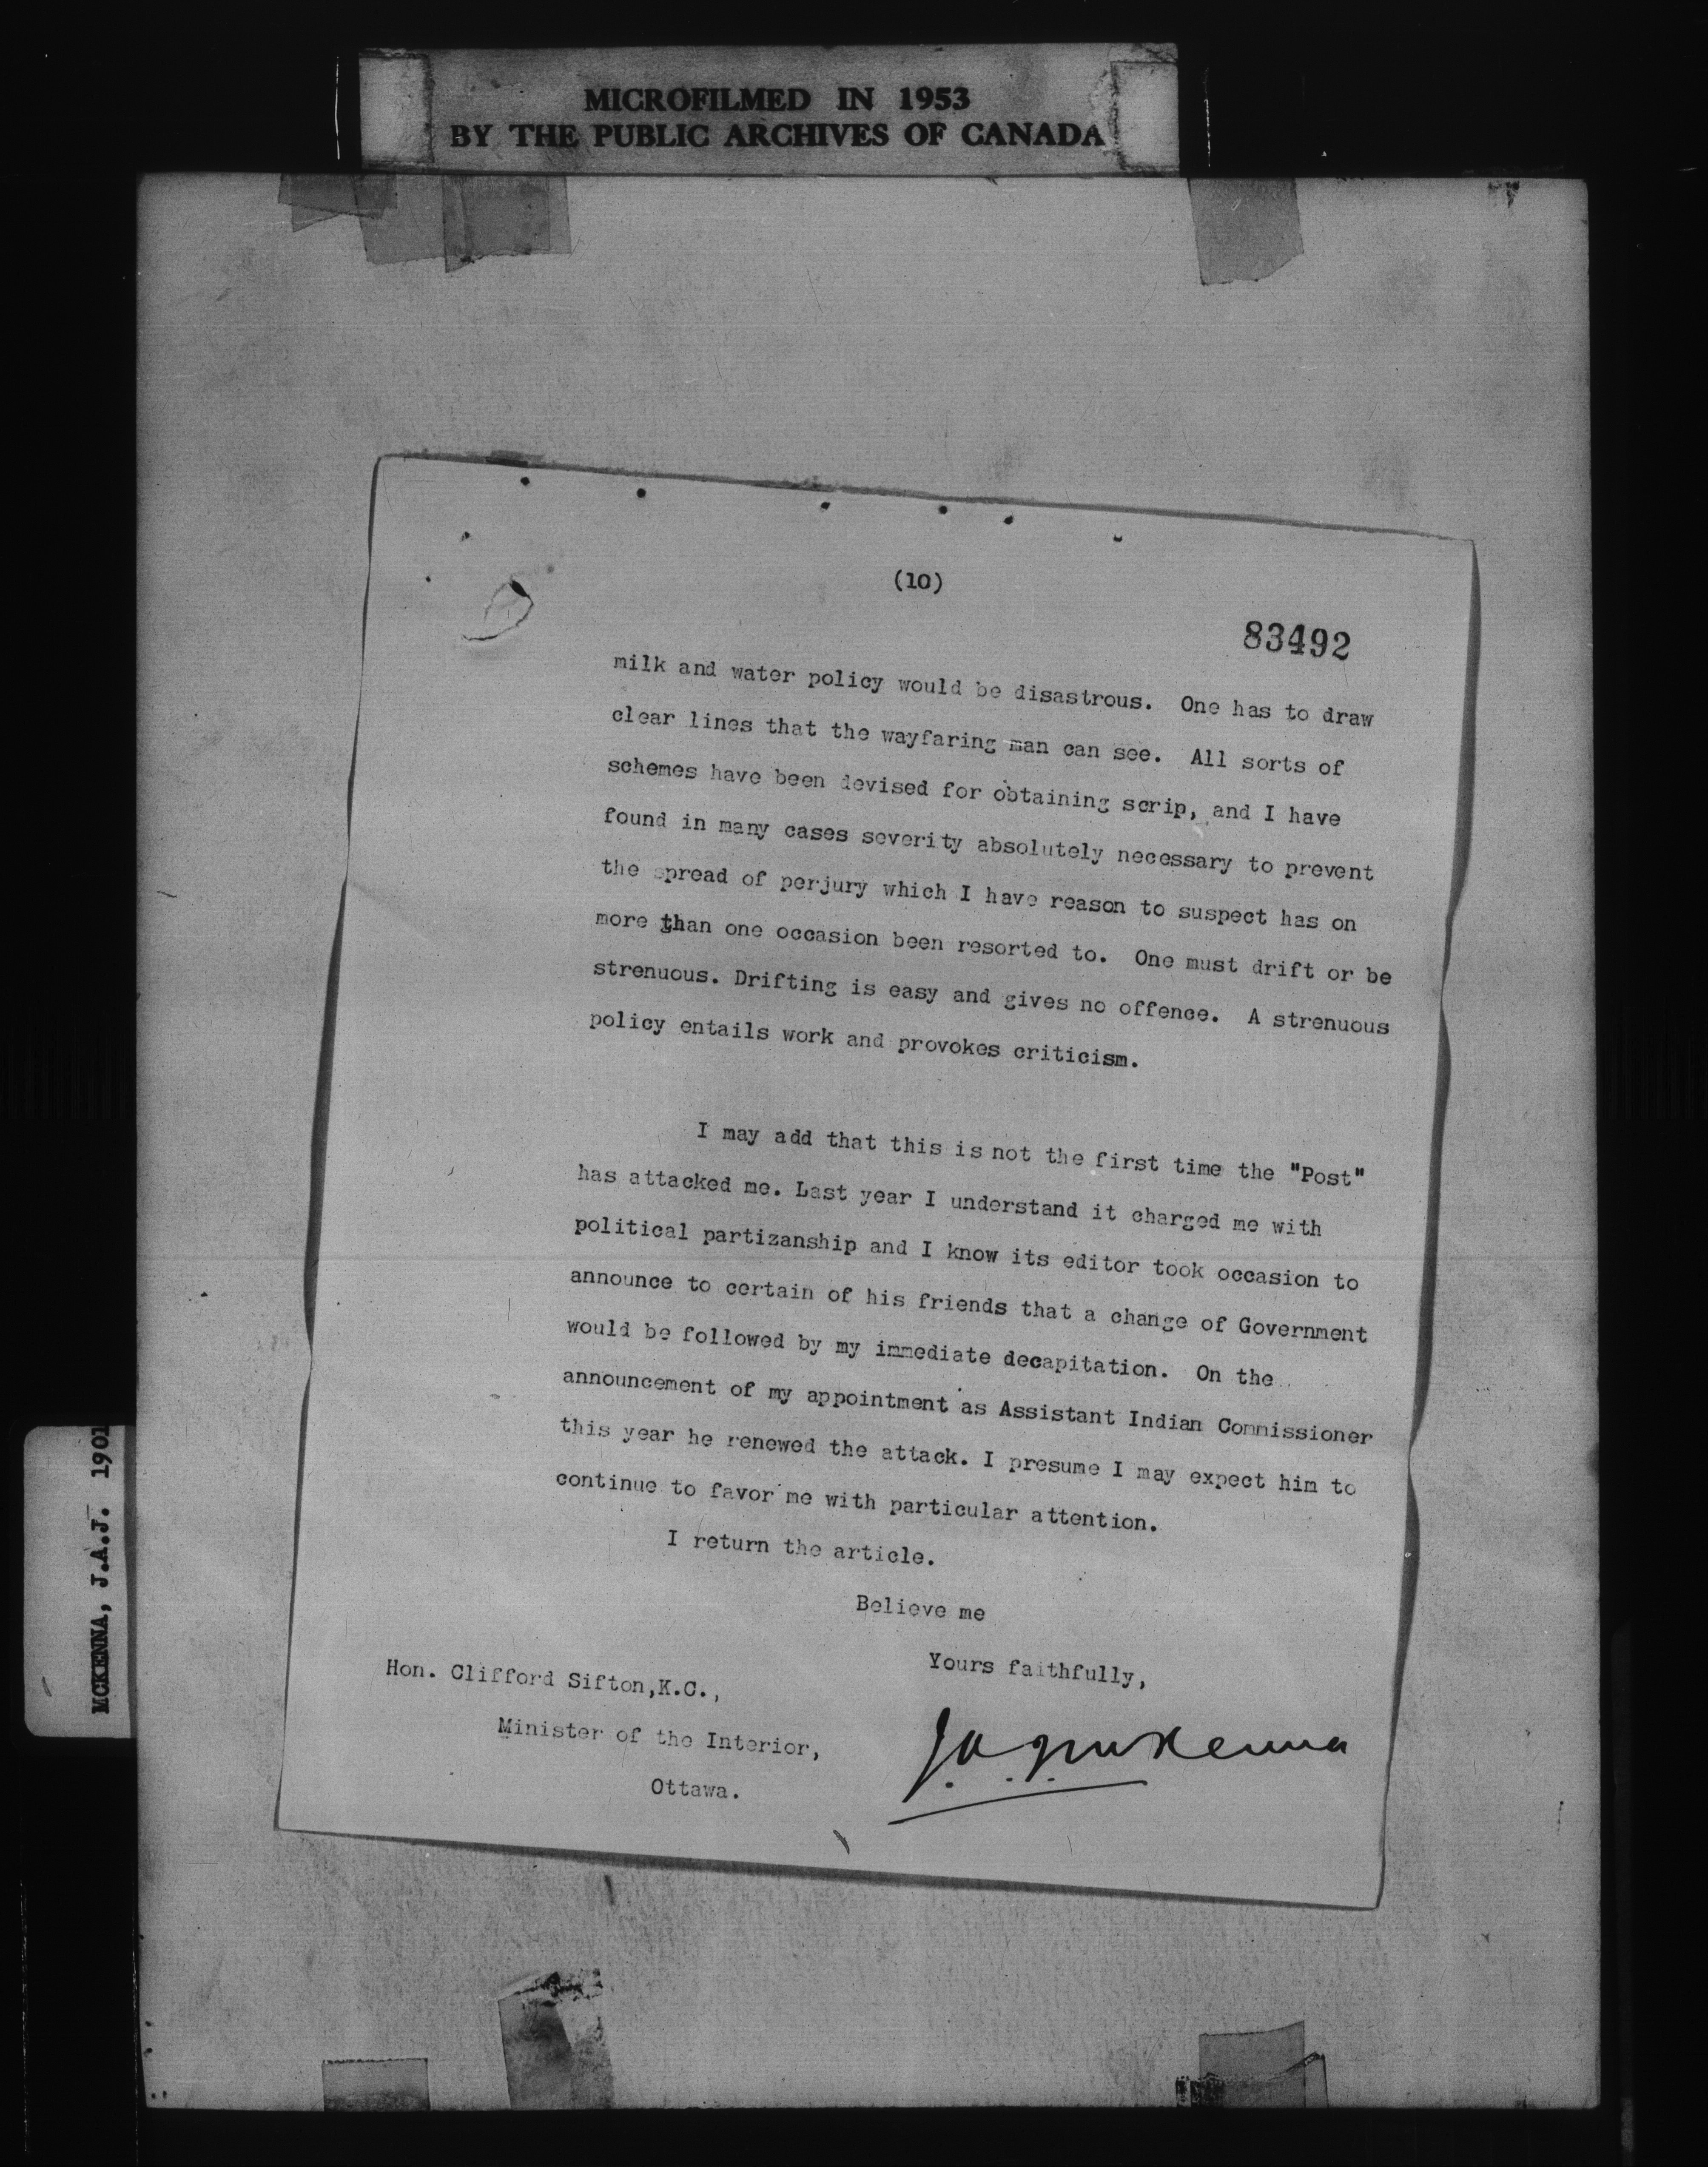 MICROFILMED IN 1953
BY THE PUBLIC ARCHIVES OF CANADA
(10)
83492
milk and water policy would be disastrous. One has to draw
clear lines that the wayfaring man can see. All sorts of
schemes have been devised for obtaining scrip, and I have
found in many cases severity absolutely necessary to prevent
the spread of perjury which I have reason to suspect has on
more than one occasion been resorted to. One must drift or be
strenuous. Drifting is easy and gives no offence. A strenuous
policy entails work and provokes criticism.
I may add that this is not the first time the "Post"
has attacked me. Last year I understand it charged me with
political partizanship and I know its editor took occasion to
announce to certain of his friends that a change of Government
would be followed by my immediate decapitation. On the
announcement of my appointment as Assistant Indian Commissioner
this year he renewed the attack. I presume I may expect him to
continue to favor me with particular attention.
I return the article.
Believe me
Yours faithfully,
Hon. Clifford Sifton,K.C.,
Minister of the Interior,
Ottawa.
J.A.J. McKenna
MCKENNA, J.A.J. 1901